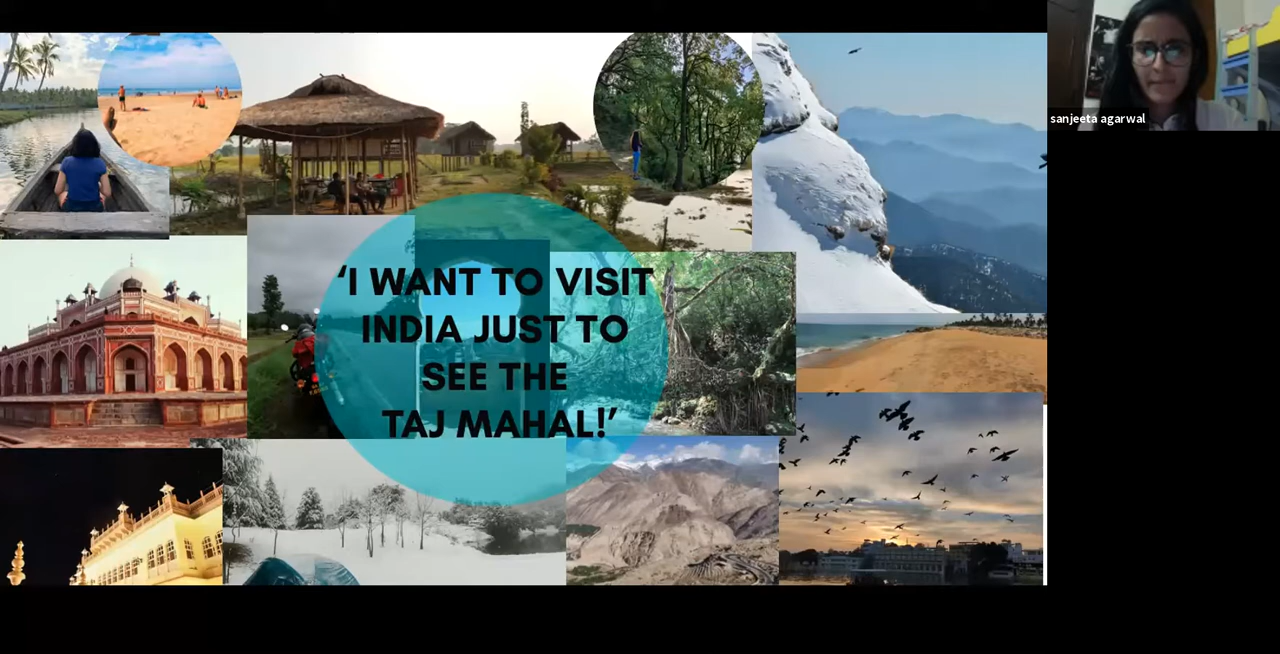 sanjeeta agarwal
‘I WANT TO VISIT
INDIA JUST TO
SEE THE
TAJ MAHAL!’